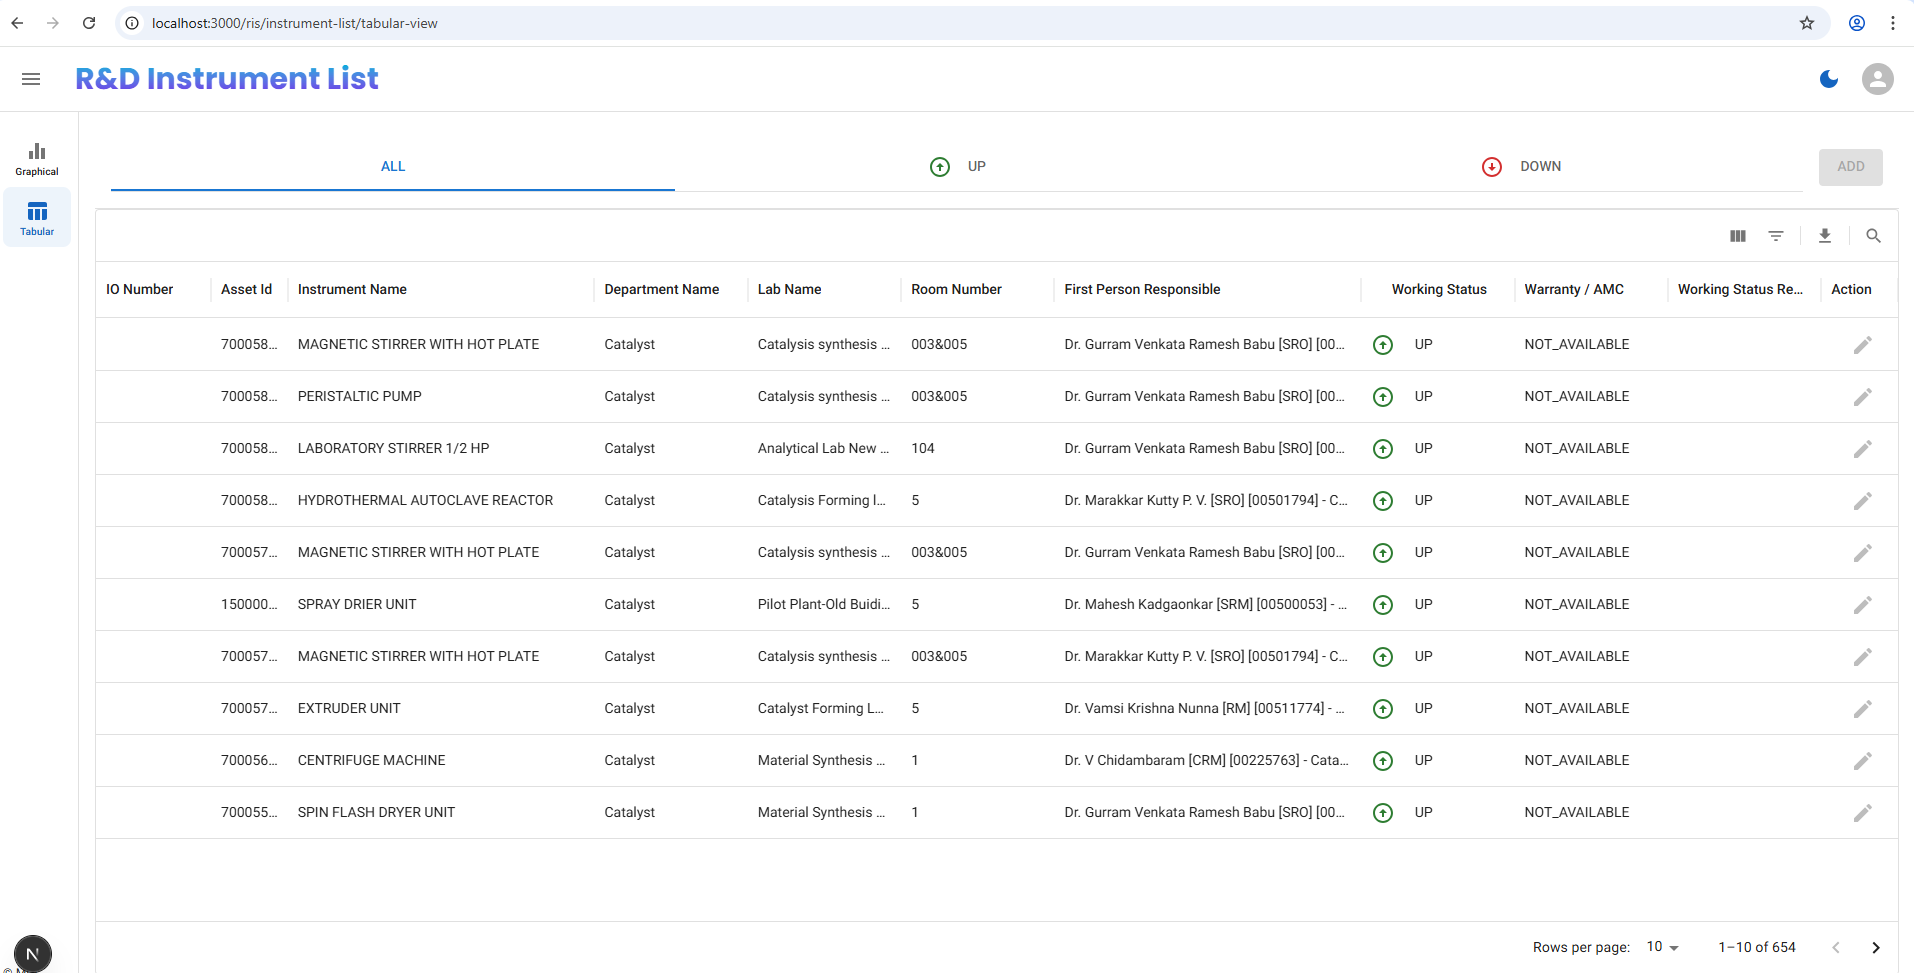 localhost:3000/ris/instrument-list/tabular-view
R&D Instrument List
Graphical
Tabular
ALL
UP
DOWN
ADD
IO Number Asset Id Instrument Name Department Name Lab Name Room Number First Person Responsible Working Status Warranty / AMC Working Status Re... Action
700058... MAGNETIC STIRRER WITH HOT PLATE Catalyst Catalysis synthesis ... 003&005 Dr. Gurram Venkata Ramesh Babu [SRO] [00... UP NOT_AVAILABLE
700058... PERISTALTIC PUMP Catalyst Catalysis synthesis ... 003&005 Dr. Gurram Venkata Ramesh Babu [SRO] [00... UP NOT_AVAILABLE
700058... LABORATORY STIRRER 1/2 HP Catalyst Analytical Lab New ... 104 Dr. Gurram Venkata Ramesh Babu [SRO] [00... UP NOT_AVAILABLE
700058... HYDROTHERMAL AUTOCLAVE REACTOR Catalyst Catalysis Forming l... 5 Dr. Marakkar Kutty P. V. [SRO] [00501794] - C... UP NOT_AVAILABLE
700057... MAGNETIC STIRRER WITH HOT PLATE Catalyst Catalysis synthesis ... 003&005 Dr. Gurram Venkata Ramesh Babu [SRO] [00... UP NOT_AVAILABLE
150000... SPRAY DRIER UNIT Catalyst Pilot Plant-Old Buidi... 5 Dr. Mahesh Kadgaonkar [SRM] [00500053] - ... UP NOT_AVAILABLE
700057... MAGNETIC STIRRER WITH HOT PLATE Catalyst Catalysis synthesis ... 003&005 Dr. Marakkar Kutty P. V. [SRO] [00501794] - C... UP NOT_AVAILABLE
700057... EXTRUDER UNIT Catalyst Catalyst Forming L... 5 Dr. Vamsi Krishna Nunna [RM] [00511774] - ... UP NOT_AVAILABLE
700056... CENTRIFUGE MACHINE Catalyst Material Synthesis ... 1 Dr. V Chidambaram [CRM] [00225763] - Cata... UP NOT_AVAILABLE
700055... SPIN FLASH DRYER UNIT Catalyst Material Synthesis ... 1 Dr. Gurram Venkata Ramesh Babu [SRO] [00... UP NOT_AVAILABLE
Rows per page: 10 1–10 of 654
N